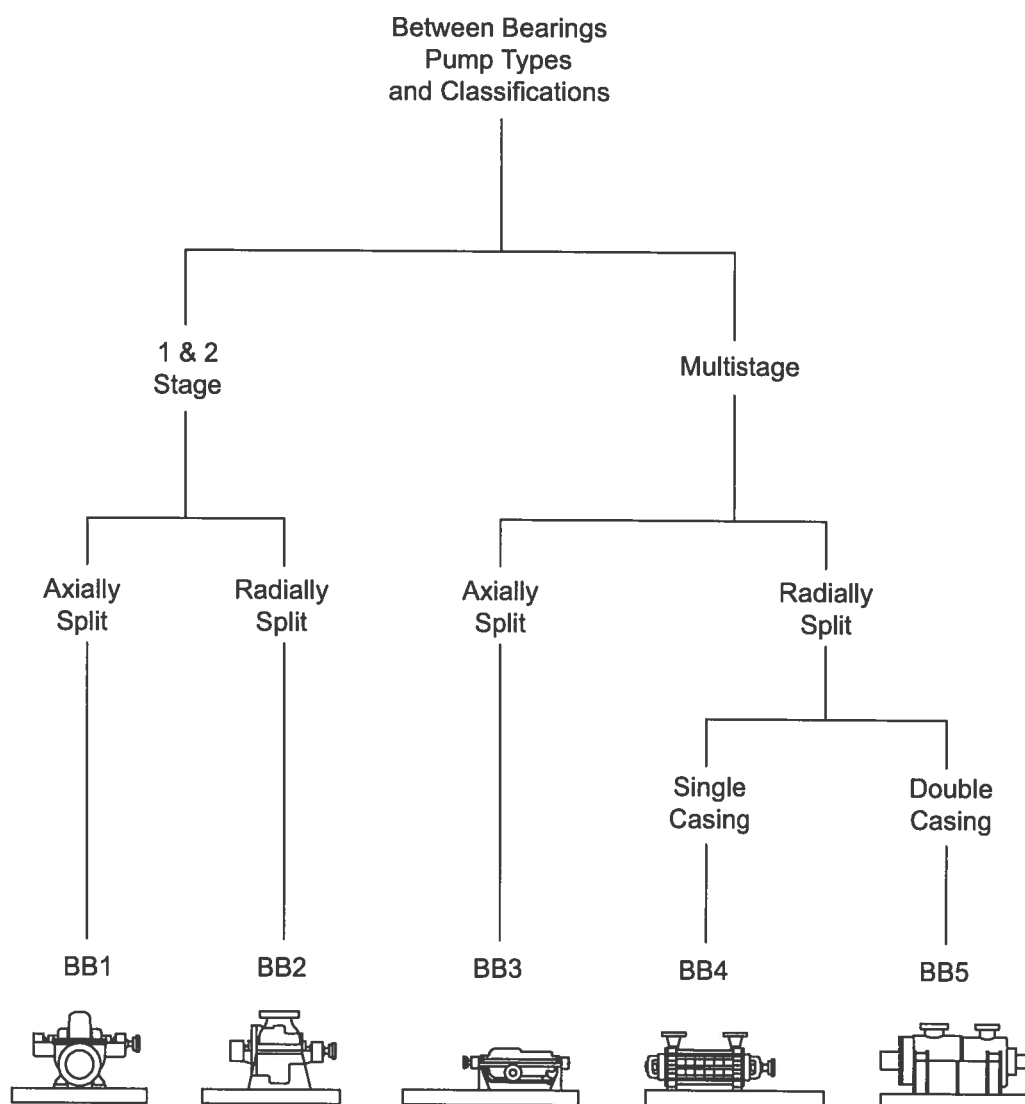 Between Bearings
Pump Types
and Classifications
1 & 2
Stage
Multistage
Axially
Split
Radially
Split
Axially
Split
Radially
Split
Single
Casing
Double
Casing
BB1
BB2
BB3
BB4
BB5